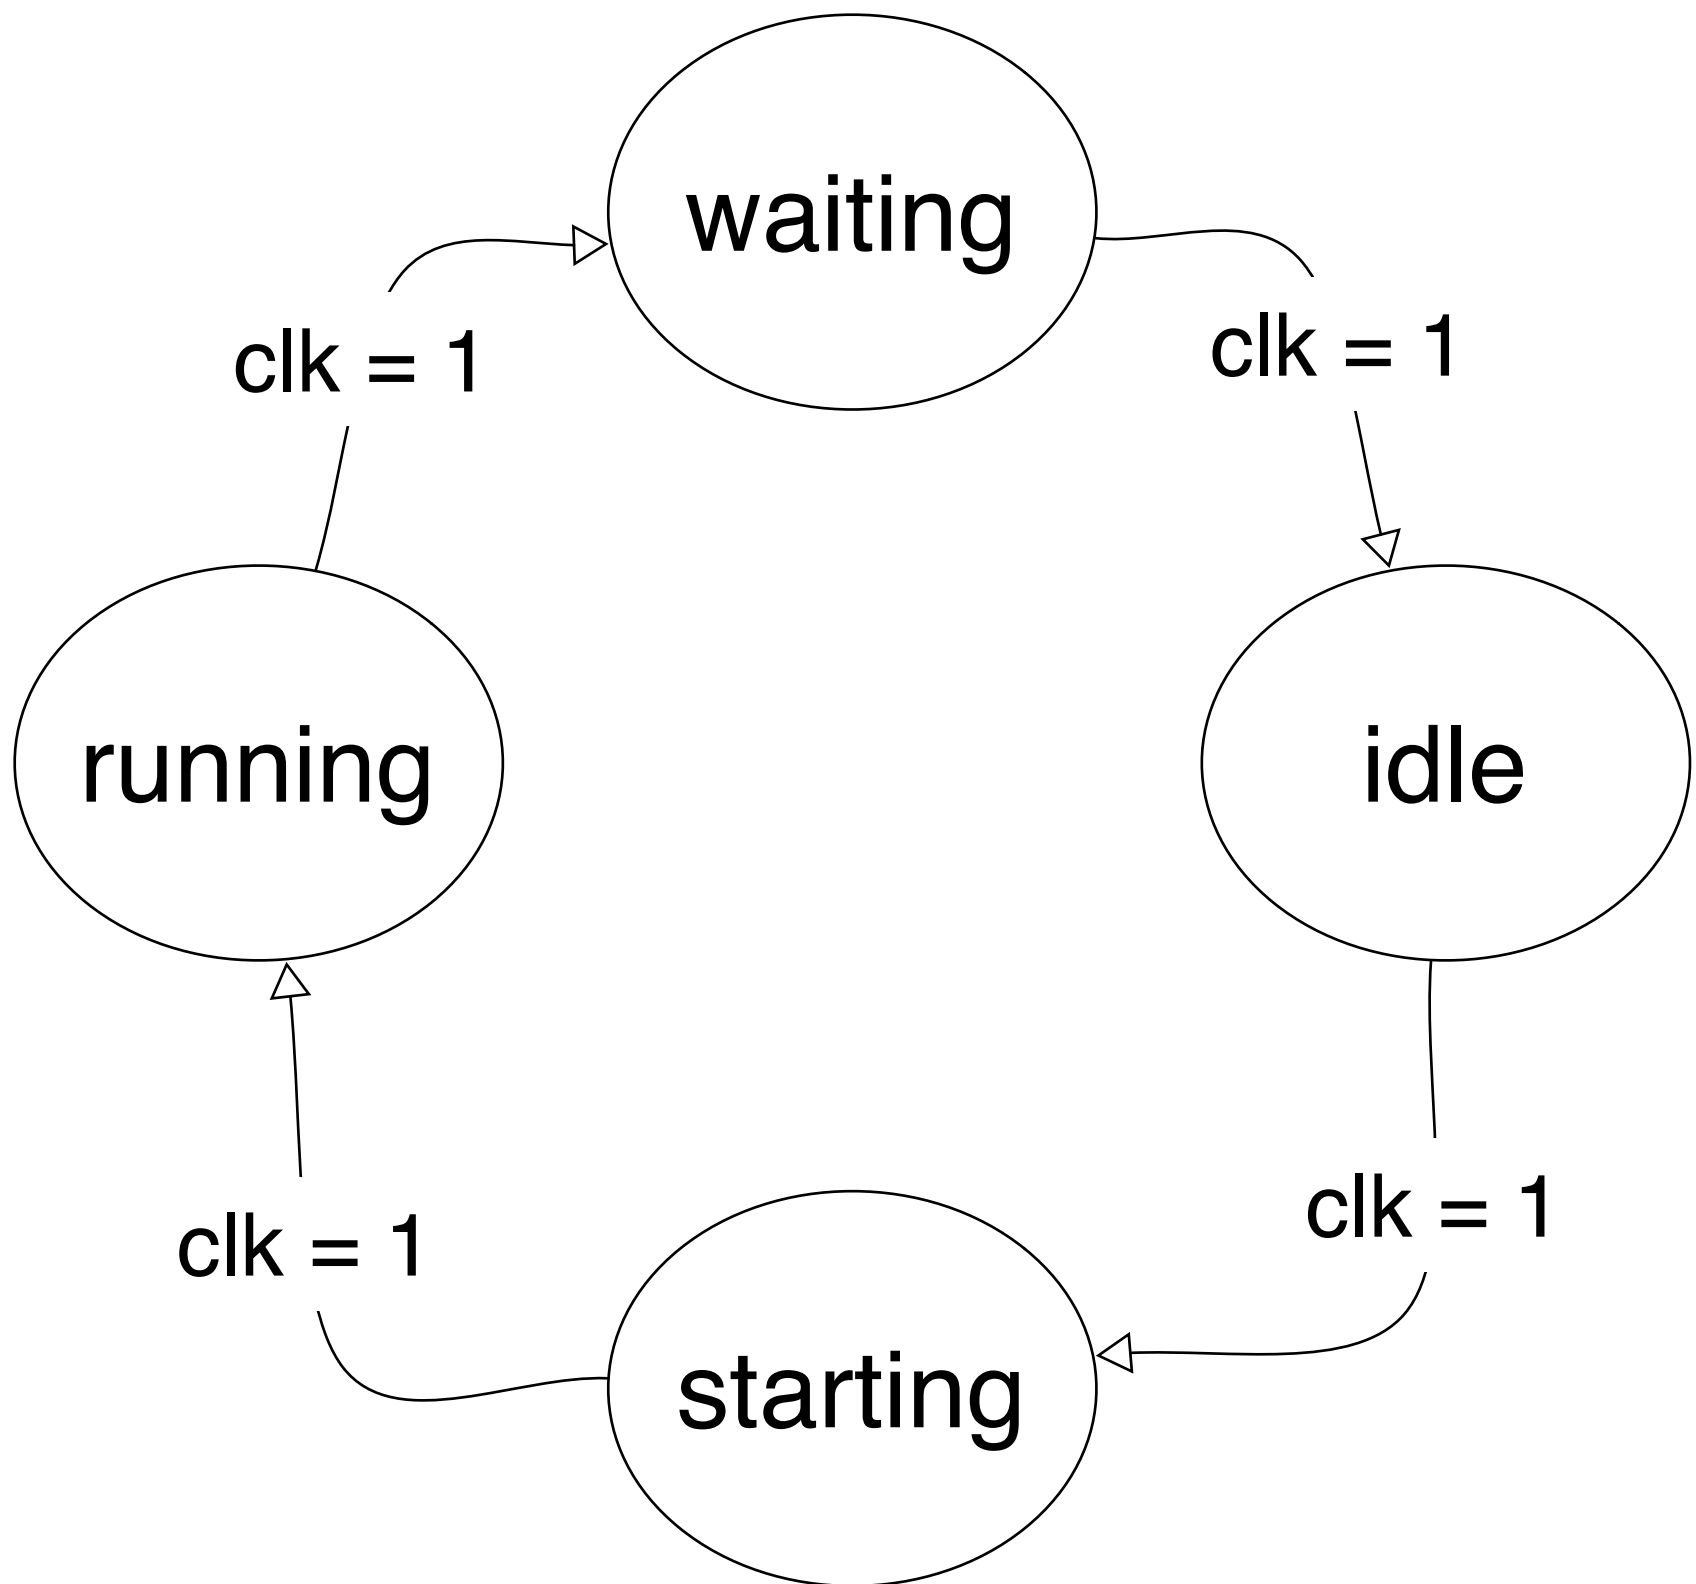 waiting
clk = 1
clk = 1
running
idle
clk = 1
clk = 1
starting